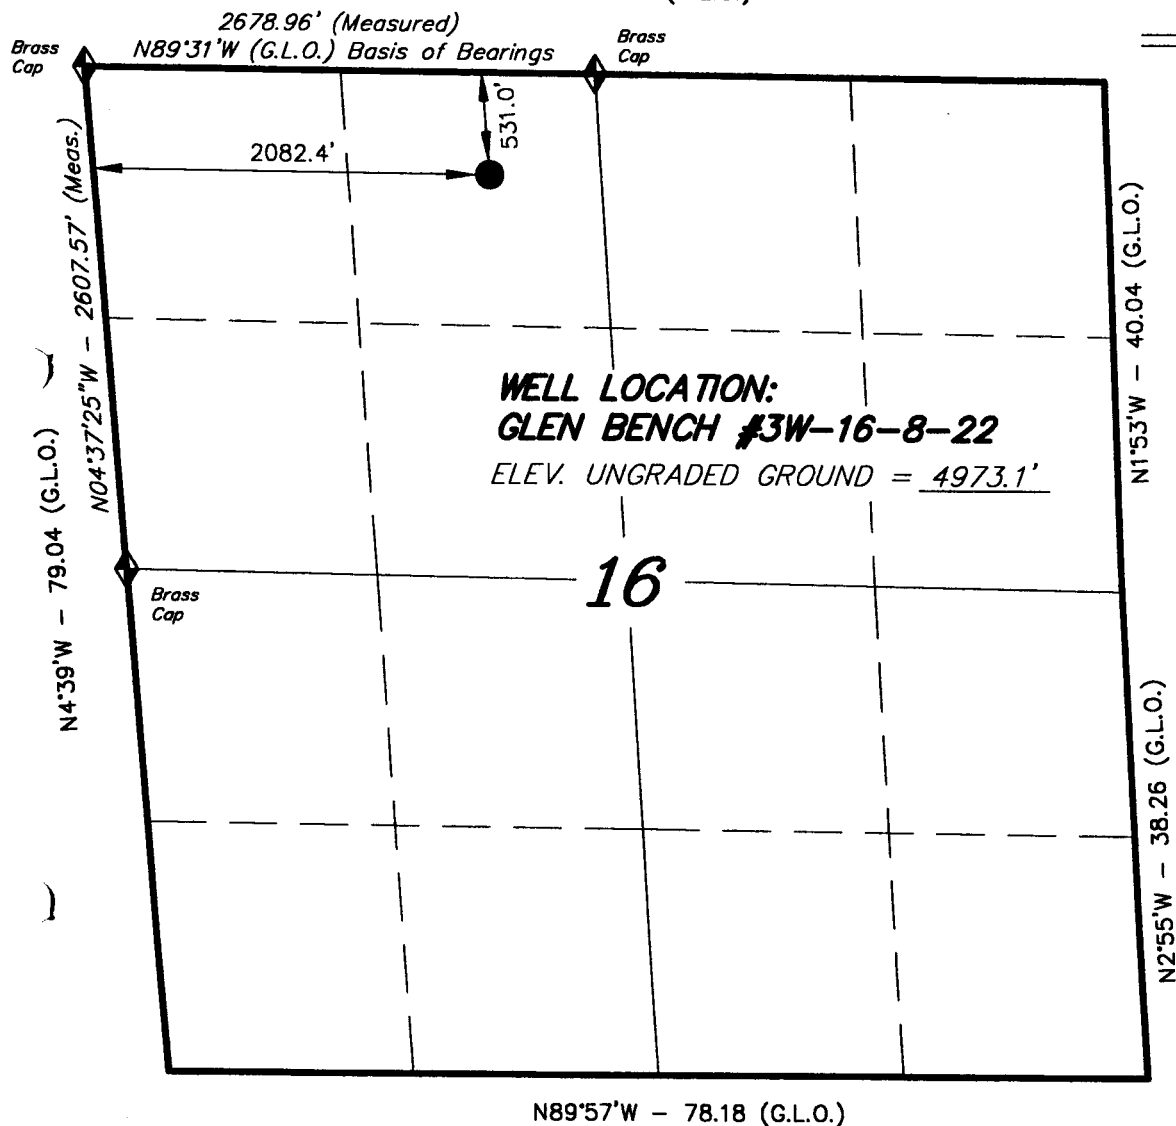 2678.96' (Measured)
N89°31'W (G.L.O.) Basis of Bearings
Brass
Cap
Brass
Cap
531.0'
2082.4'
N04°37'25"W - 2607.57' (Meas.)
N4°39'W - 79.04 (G.L.O.)
N1°53'W - 40.04 (G.L.O.)
WELL LOCATION:
GLEN BENCH #3W-16-8-22
ELEV. UNGRADED GROUND = 4973.1'
16
Brass
Cap
N2°55'W - 38.26 (G.L.O.)
N89°57'W - 78.18 (G.L.O.)